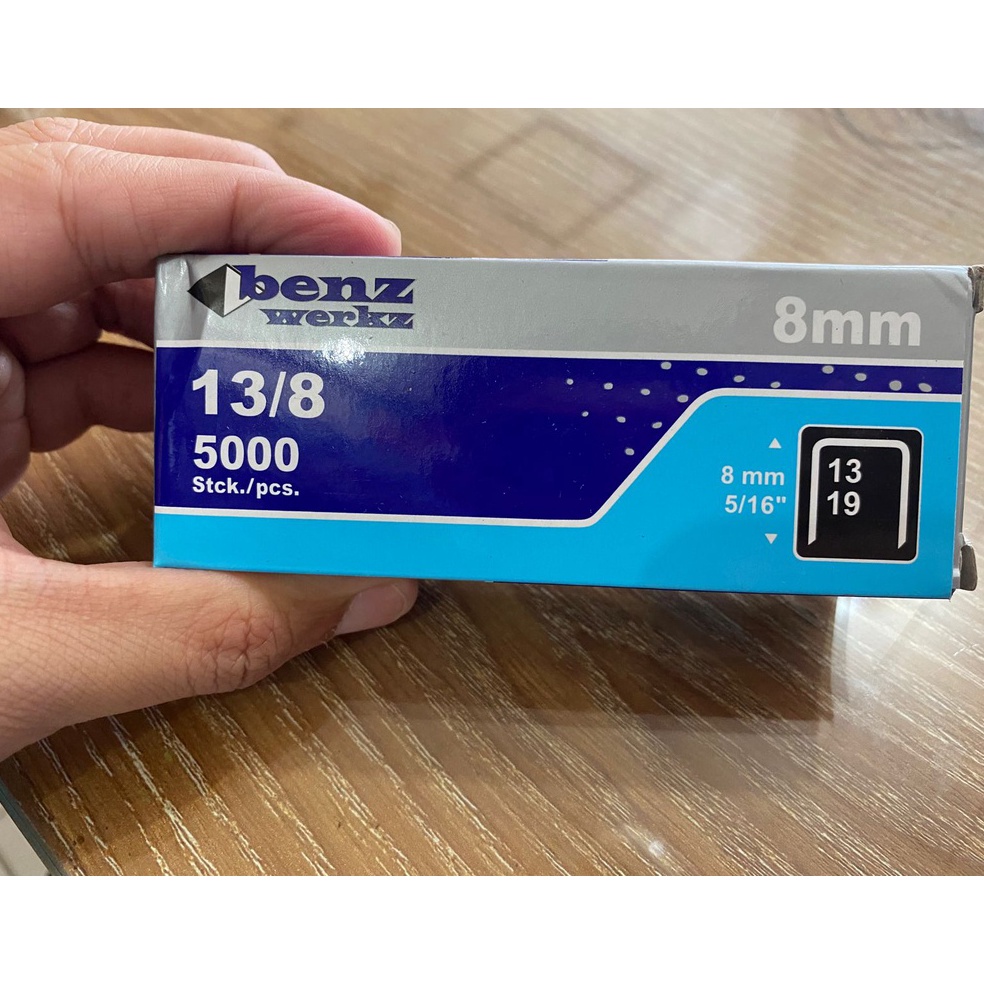 benz
werkz
8mm
13/8
5000
Stck./pcs.
8 mm
5/16"
13
19